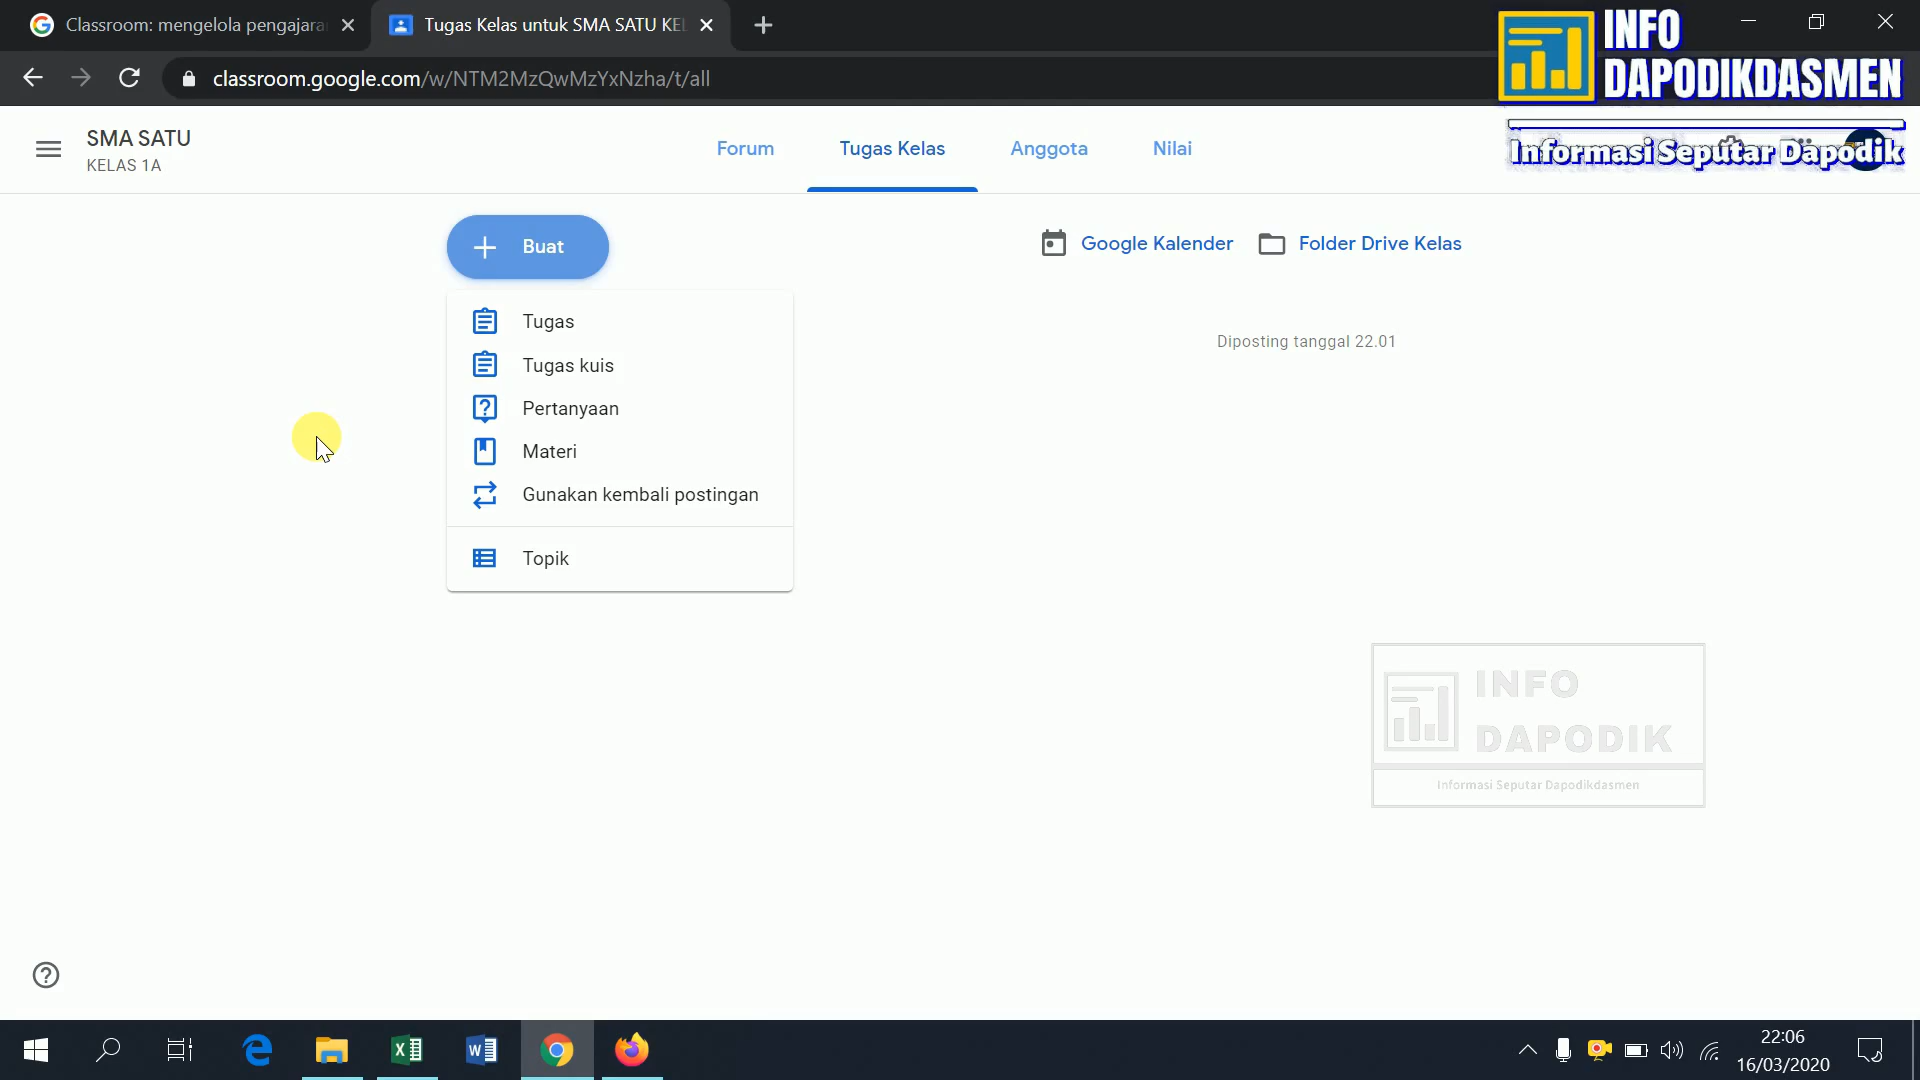 Classroom: mengelola pengajara
Tugas Kelas untuk SMA SATU KEL
classroom.google.com/w/NTM2MzQwMzYxNzha/t/all
INFO
DAPODIKDASMEN
Informasi Seputar Dapodik
SMA SATU
KELAS 1A
Forum
Tugas Kelas
Anggota
Nilai
Buat
Google Kalender
Folder Drive Kelas
Tugas
Tugas kuis
Pertanyaan
Materi
Gunakan kembali postingan
Topik
Diposting tanggal 22.01
INFO
DAPODIK
Informasi Seputar Dapodikdasmen
22:06
16/03/2020